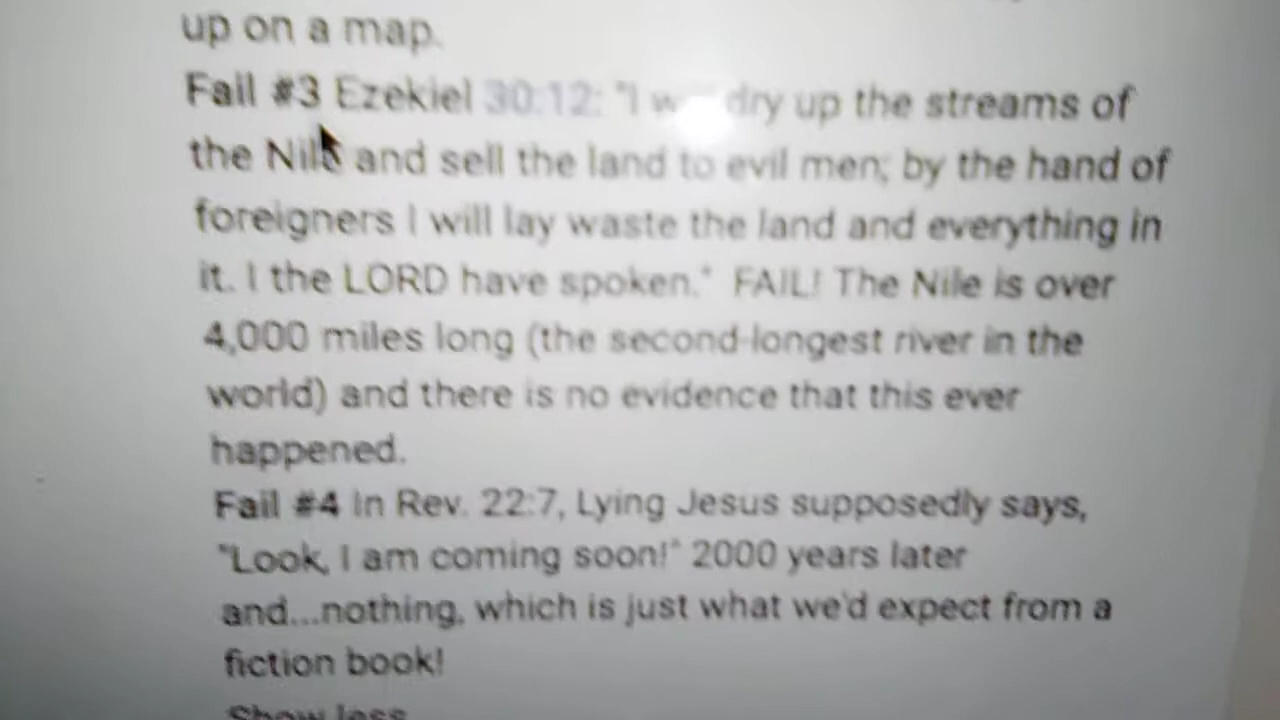 up on a map.
Fail #3 Ezekiel 30:12: "I dry up the streams of
the Nile and sell the land to evil men; by the hand of
foreigners I will lay waste the land and everything in
it. I the LORD have spoken." FAIL! The Nile is over
4,000 miles long (the second-longest river in the
world) and there is no evidence that this ever
happened.
Fail #4 In Rev. 22:7, Lying Jesus supposedly says,
"Look, I am coming soon!" 2000 years later
and...nothing, which is just what we'd expect from a
fiction book!
Show less